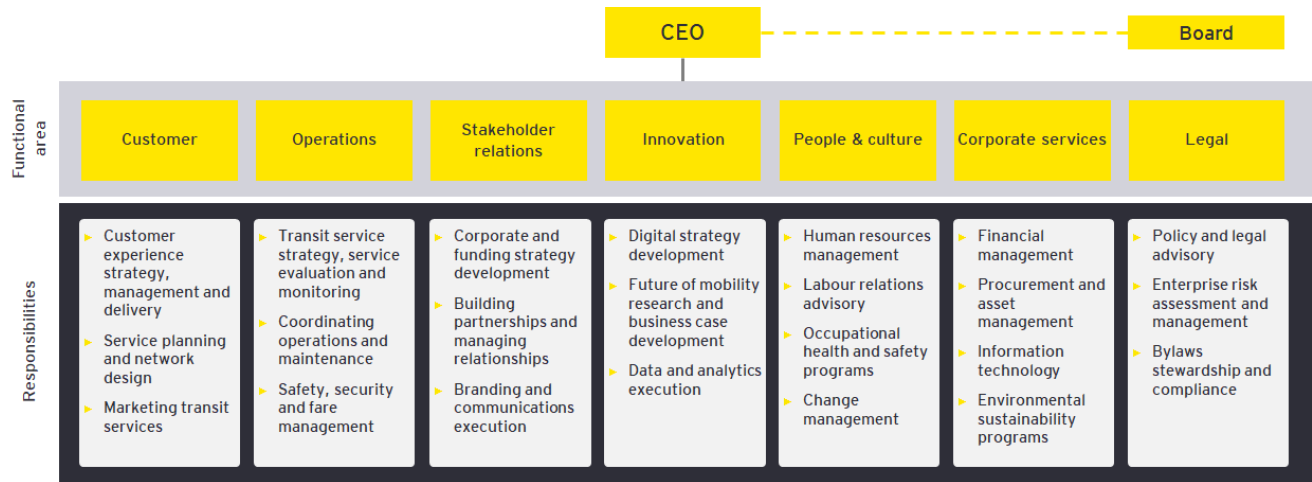 CEO
Board
Functional
area
Customer
Operations
Stakeholder
relations
Innovation
People & culture
Corporate services
Legal
Responsibilities
► Customer
experience
strategy,
management and
delivery
► Service planning
and network
design
► Marketing transit
services
► Transit service
strategy, service
evaluation and
monitoring
► Coordinating
operations and
maintenance
► Safety, security
and fare
management
► Corporate and
funding strategy
development
► Building
partnerships and
managing
relationships
► Branding and
communications
execution
► Digital strategy
development
► Future of mobility
research and
business case
development
► Data and analytics
execution
► Human resources
management
► Labour relations
advisory
► Occupational
health and safety
programs
► Change
management
► Financial
management
► Procurement and
asset
management
► Information
technology
► Environmental
sustainability
programs
► Policy and legal
advisory
► Enterprise risk
assessment and
management
► Bylaws
stewardship and
compliance